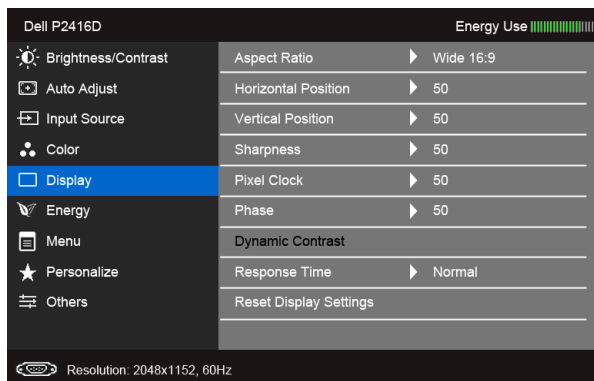 Dell P2416D Energy Use
Brightness/Contrast
Auto Adjust
Input Source
Color
Display
Energy
Menu
Personalize
Others
Aspect Ratio Wide 16:9
Horizontal Position 50
Vertical Position 50
Sharpness 50
Pixel Clock 50
Phase 50
Dynamic Contrast
Response Time Normal
Reset Display Settings
Resolution: 2048x1152, 60Hz